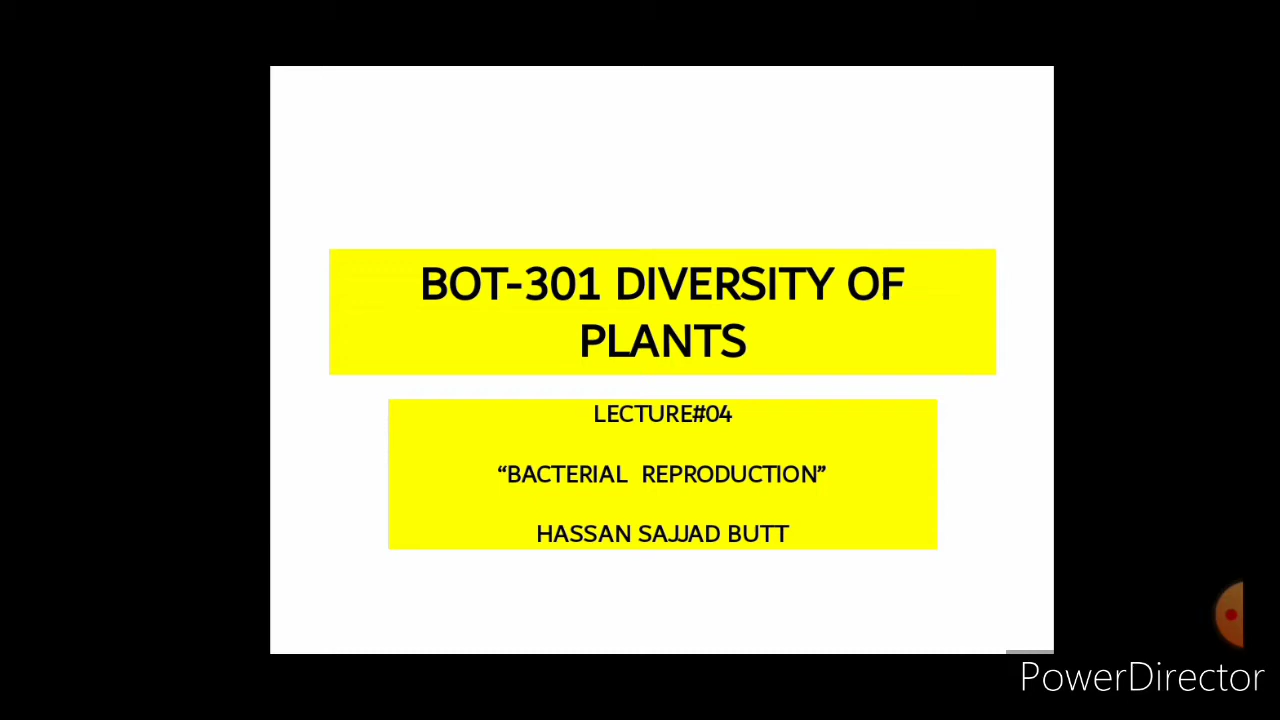 BOT-301 DIVERSITY OF
PLANTS
LECTURE#04
“BACTERIAL REPRODUCTION”
HASSAN SAJJAD BUTT
PowerDirector